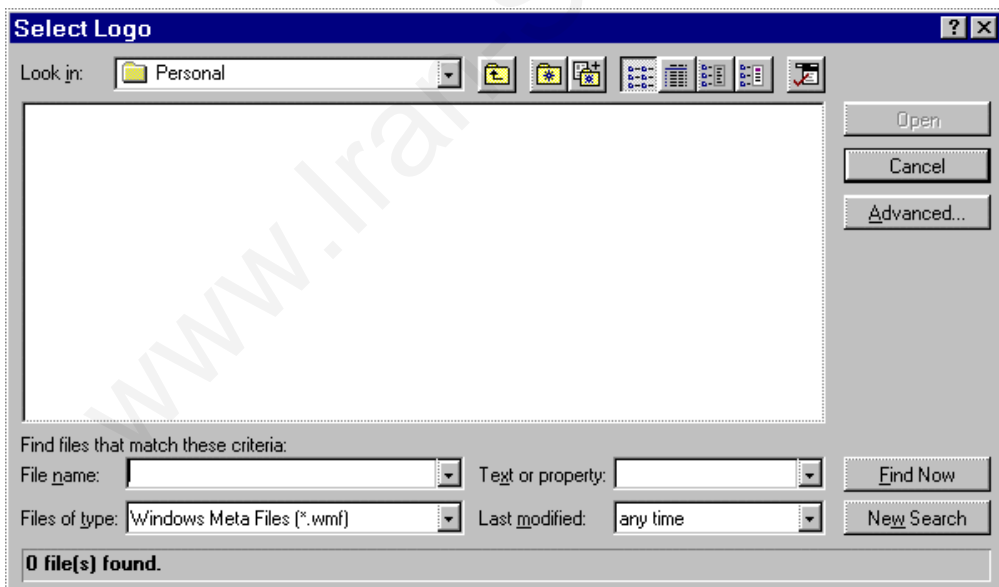 Select Logo
Look in: Personal
Open
Cancel
Advanced...
Find files that match these criteria:
File name: Text or property: Find Now
Files of type: Windows Meta Files (*.wmf) Last modified: any time New Search
0 file(s) found.